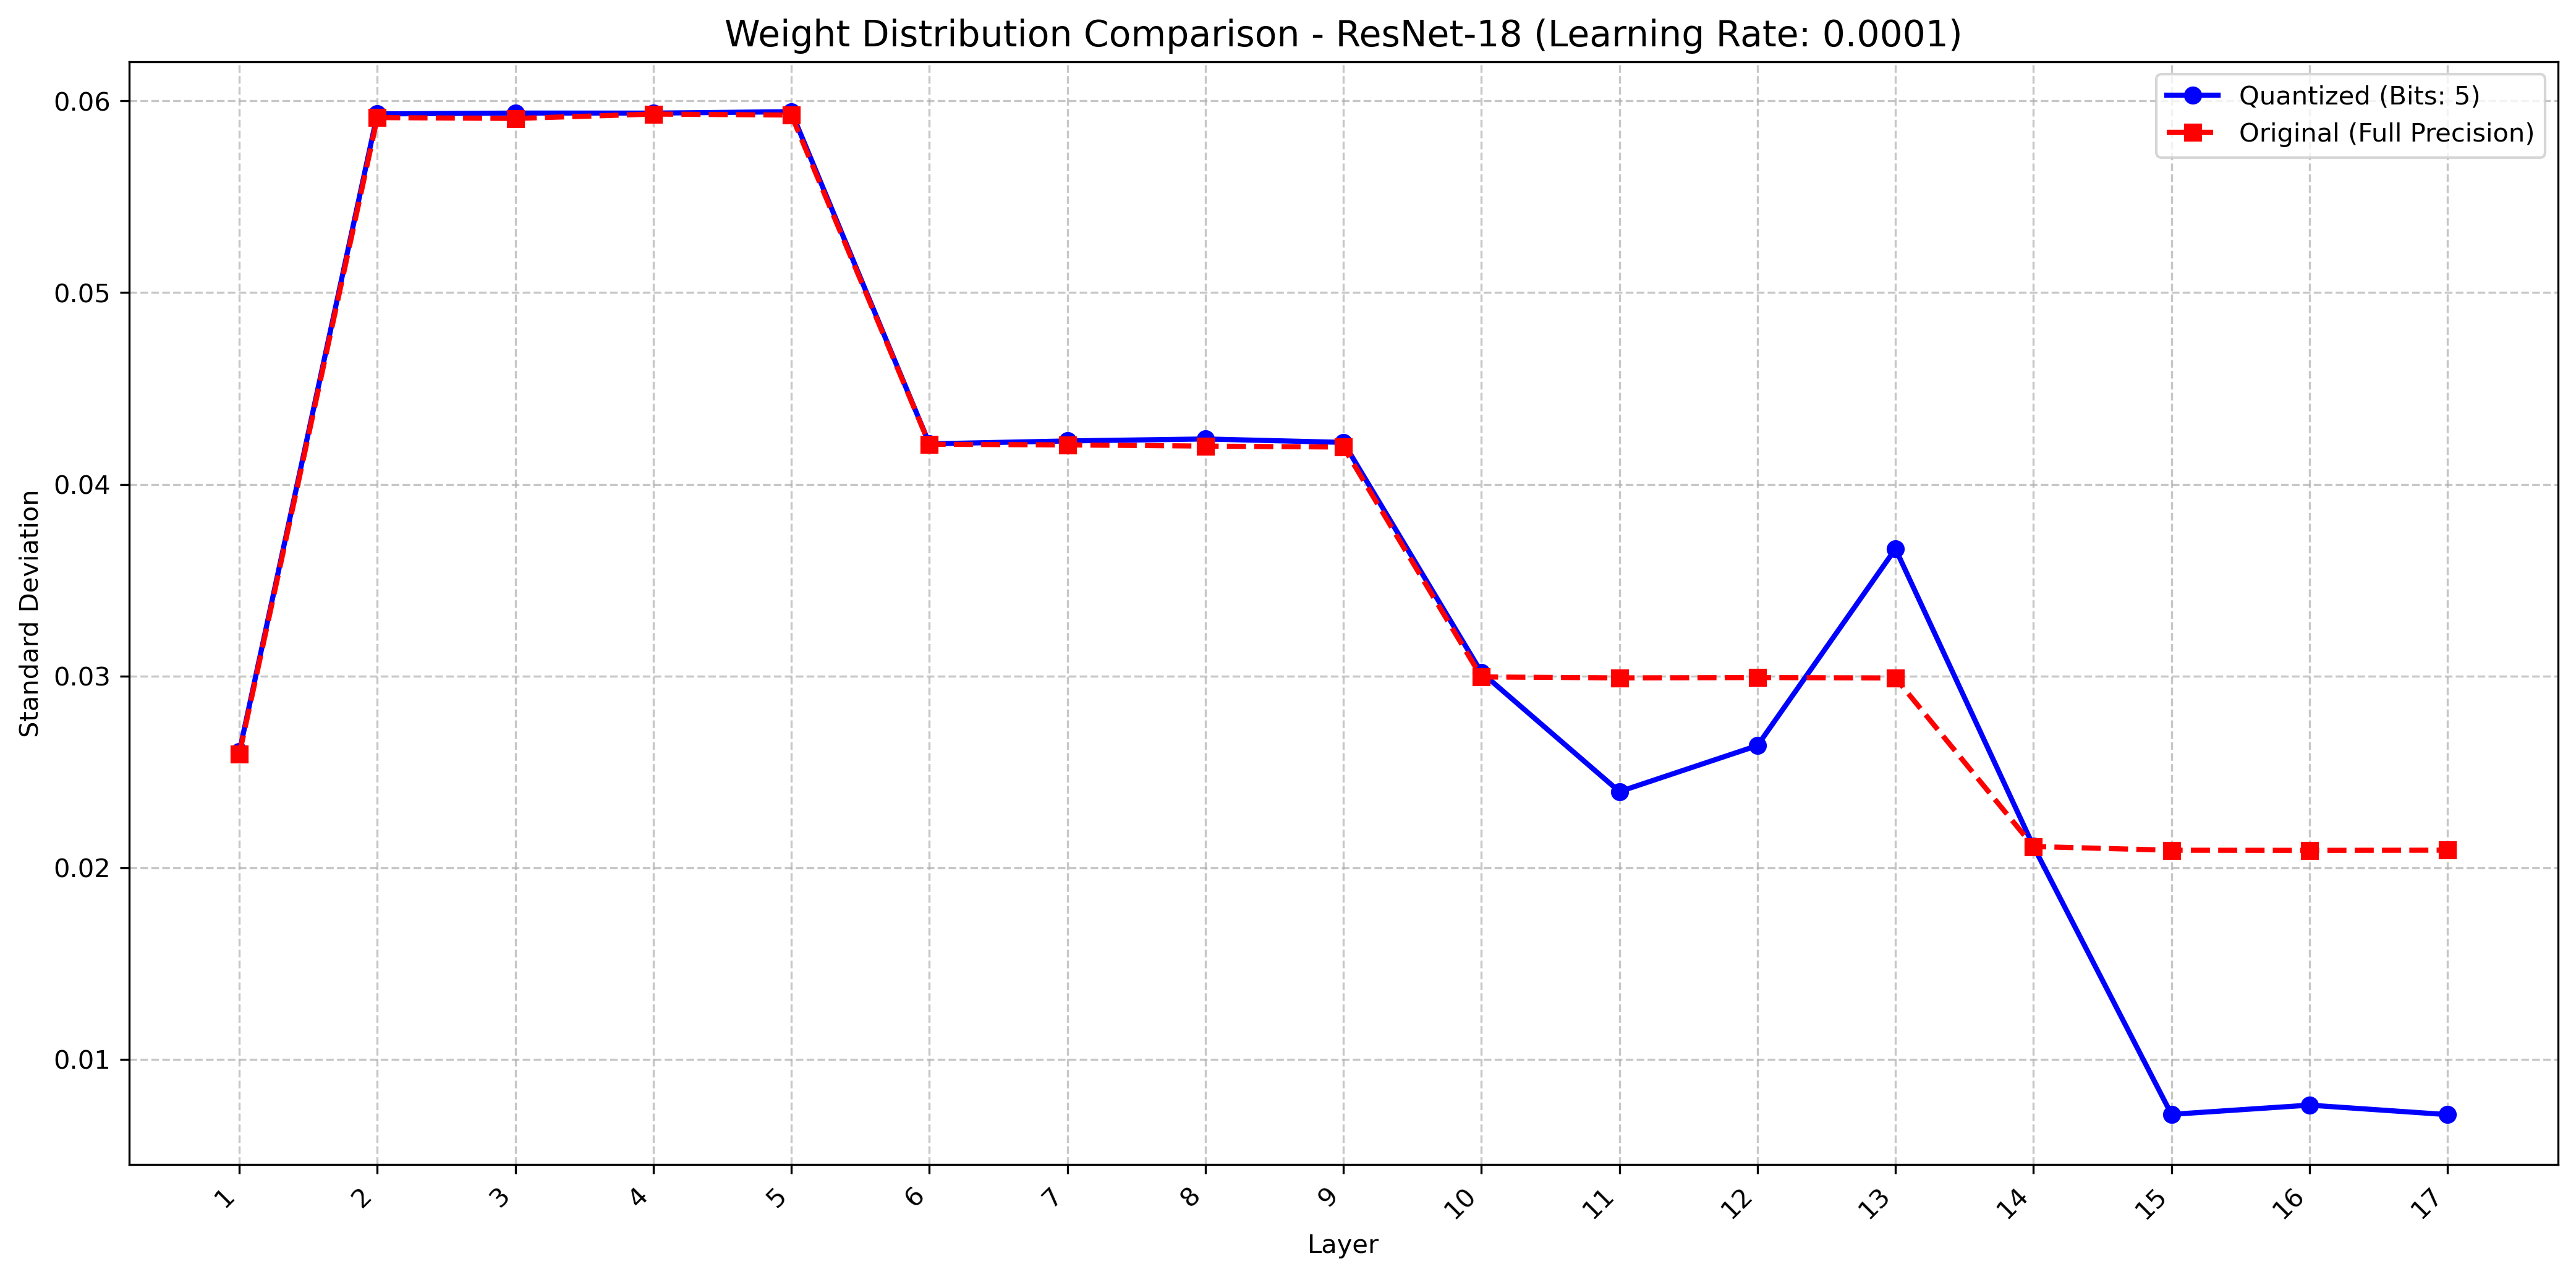 Weight Distribution Comparison - ResNet-18 (Learning Rate: 0.0001)
Quantized (Bits: 5)
Original (Full Precision)
0.06
0.05
0.04
0.03
0.02
0.01
Standard Deviation
1 2 3 4 5 6 7 8 9 10 11 12 13 14 15 16 17
Layer